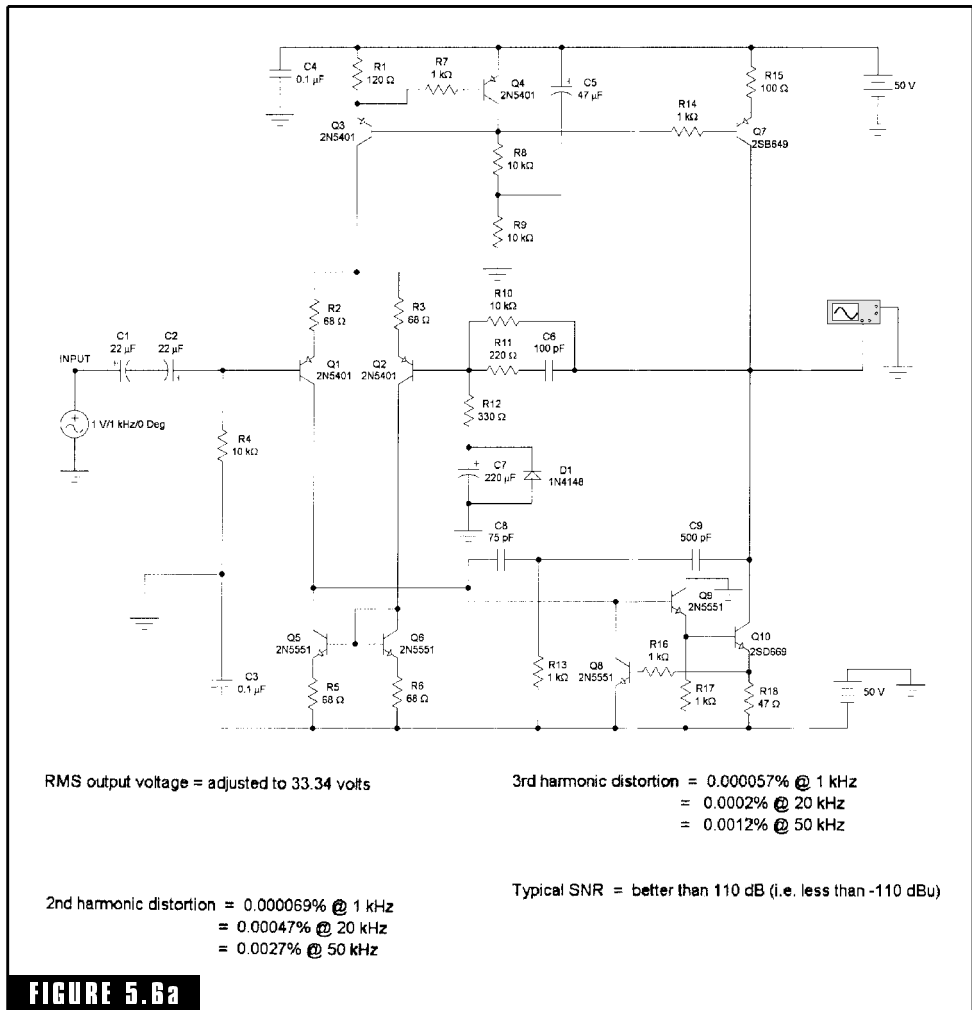 C4
0.1 µF
R1
120 Ω
R7
1 kΩ
Q4
2N5401
C5
47 µF
R15
100 Ω
50 V
Q3
2N5401
R14
1 kΩ
Q7
2SB649
R8
10 kΩ
R9
10 kΩ
R2
68 Ω
R3
68 Ω
R10
10 kΩ
R11
220 Ω
C6
100 pF
C1
22 µF
C2
22 µF
INPUT
Q1
2N5401
Q2
2N5401
R12
330 Ω
1 V/1 kHz/0 Deg
R4
10 kΩ
C7
220 µF
D1
1N4148
C8
75 pF
C9
500 pF
Q9
2N5551
Q5
2N5551
Q6
2N5551
Q10
2SD669
R16
1 kΩ
R13
1 kΩ
Q8
2N5551
C3
0.1 µF
R5
68 Ω
R6
68 Ω
R17
1 kΩ
R18
47 Ω
50 V
RMS output voltage = adjusted to 33.34 volts
3rd harmonic distortion = 0.000057% @ 1 kHz
= 0.0002% @ 20 kHz
= 0.0012% @ 50 kHz
Typical SNR = better than 110 dB (i.e. less than -110 dBu)
2nd harmonic distortion = 0.000069% @ 1 kHz
= 0.00047% @ 20 kHz
= 0.0027% @ 50 kHz
FIGURE 5.6a